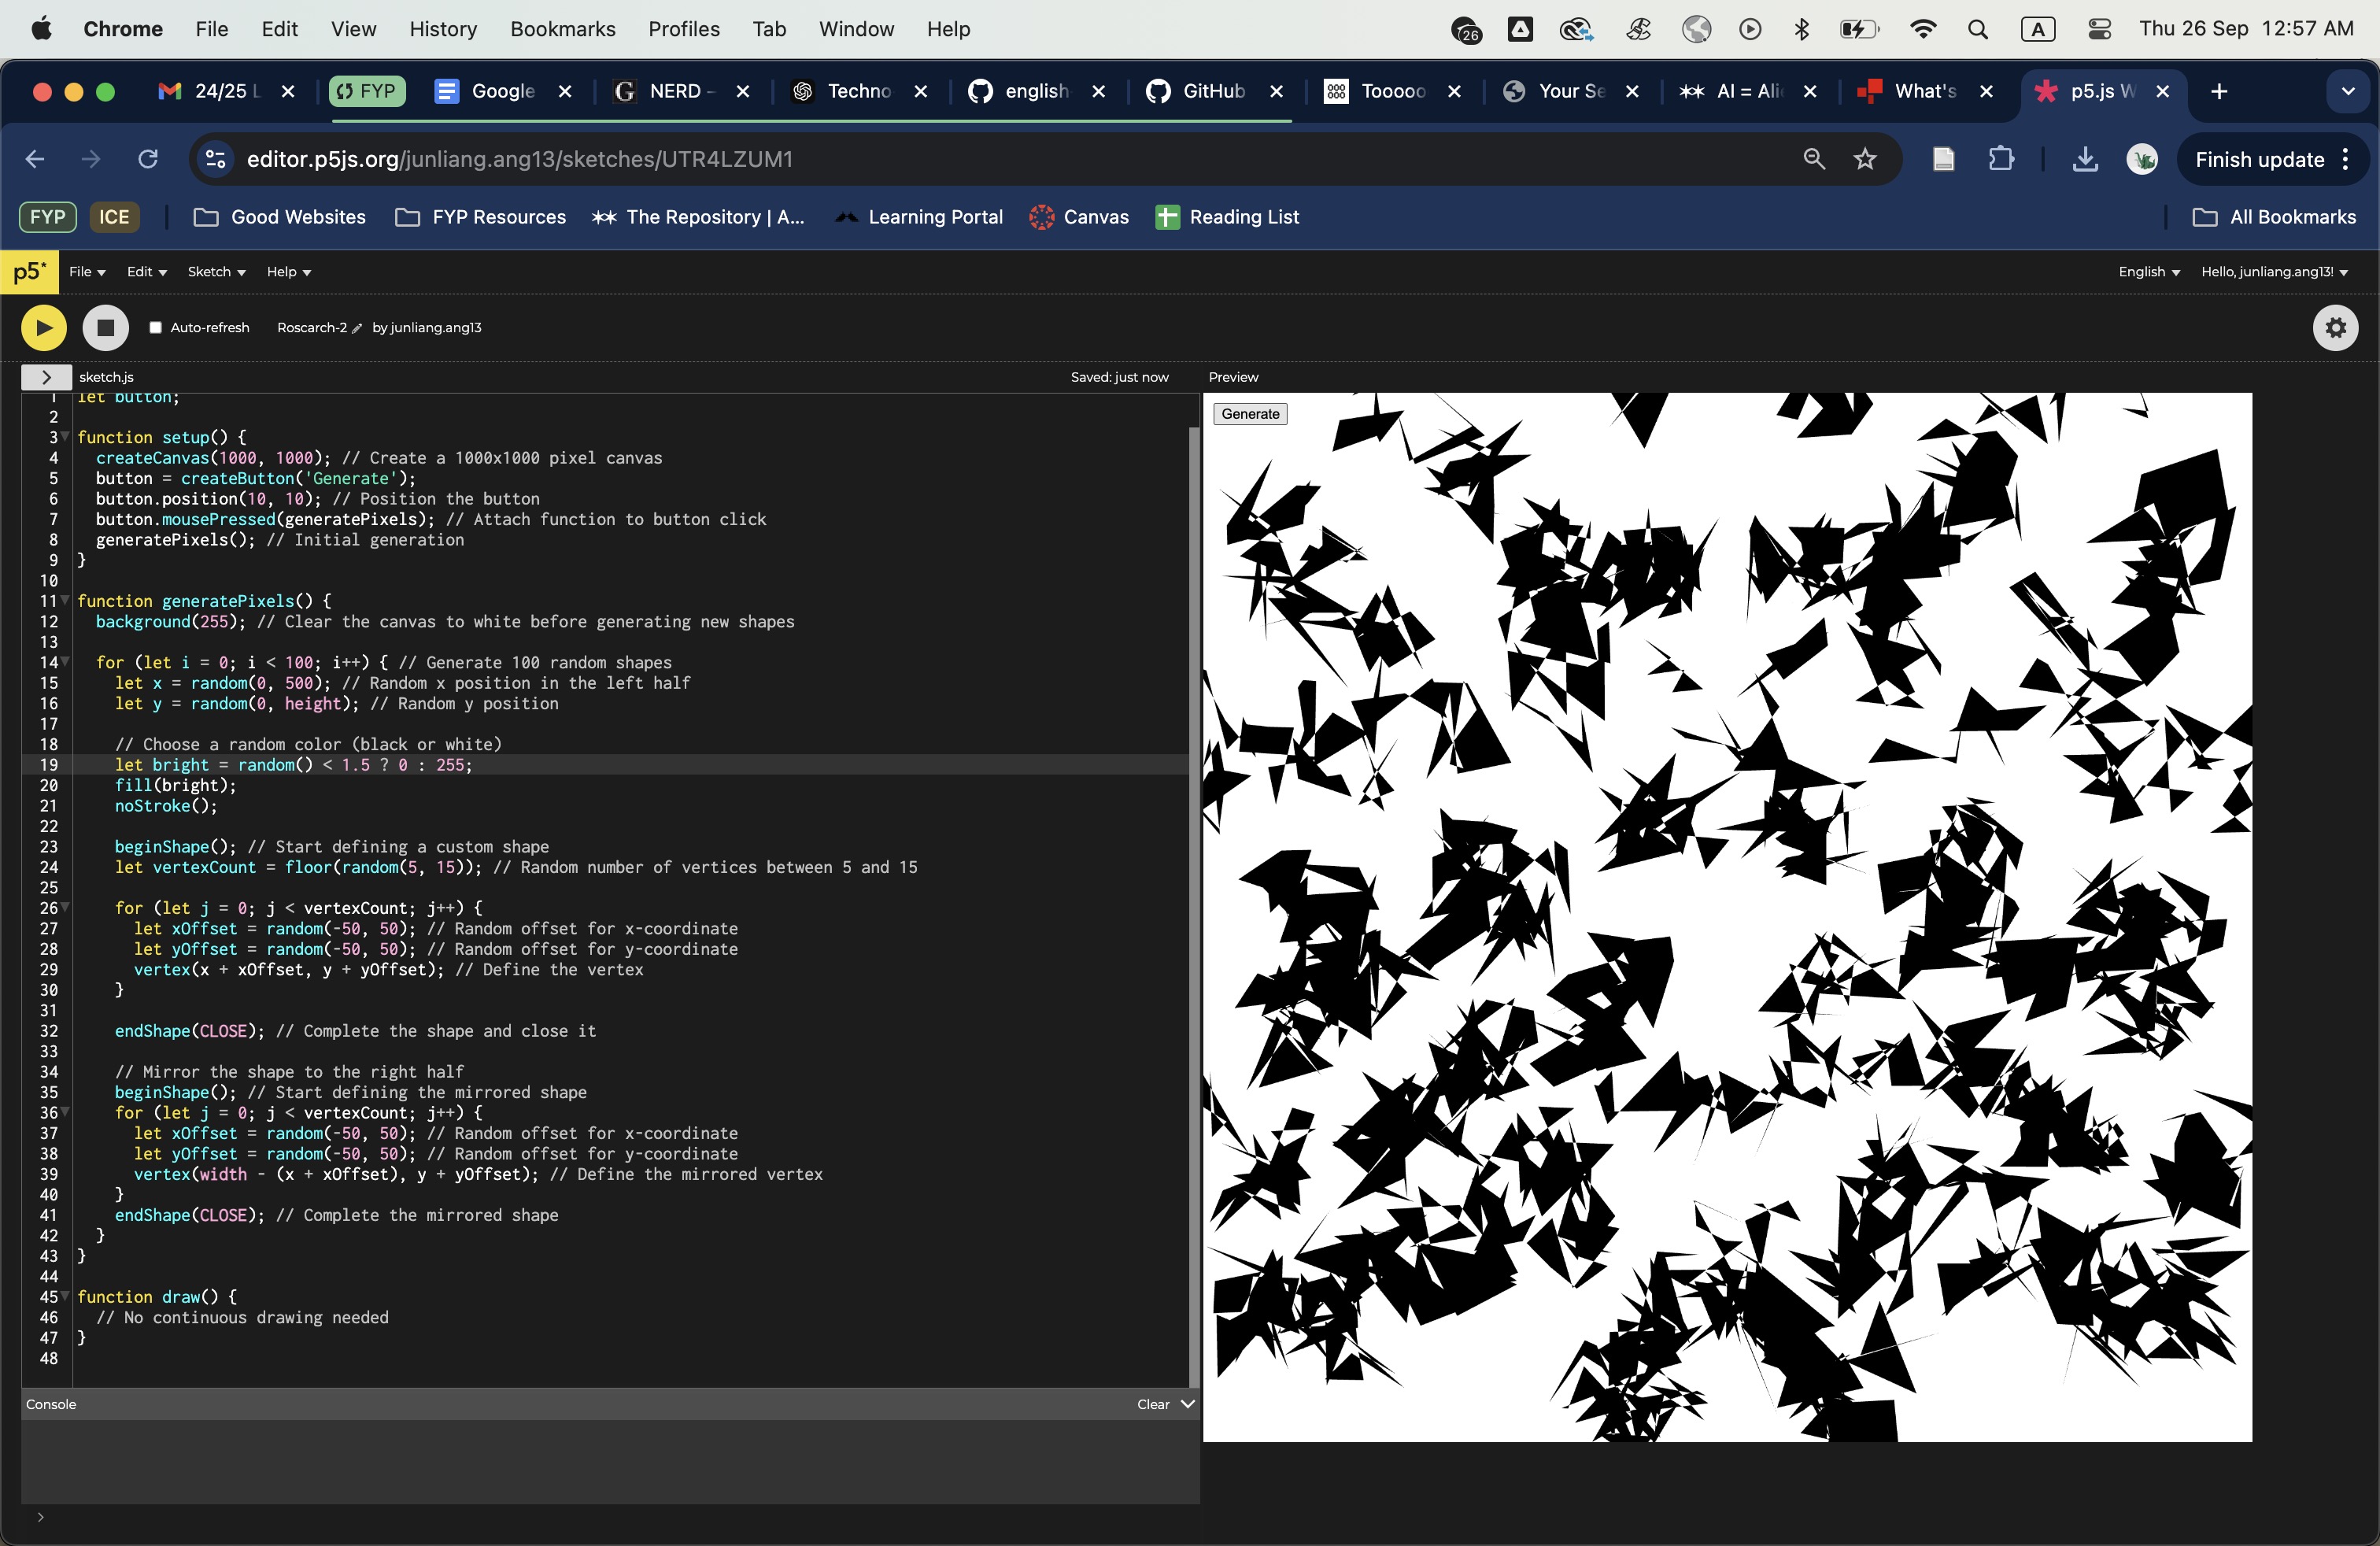 Chrome File Edit View History Bookmarks Profiles Tab Window Help 26 A Thu 26 Sep 12:57 AM
24/25 L FYP Google NERD - Techno english GitHub Tooooo Your Se AI = Ali What's p5.js W
editor.p5js.org/junliang.ang13/sketches/UTR4LZUM1 Finish update
FYP ICE Good Websites FYP Resources The Repository | A... Learning Portal Canvas Reading List All Bookmarks
p5* File Edit Sketch Help English Hello, junliang.ang13!
Auto-refresh Roscarch-2 by junliang.ang13
sketch.js Saved: just now Preview
1 let button;
2
3 function setup() {
4 createCanvas(1000, 1000); // Create a 1000x1000 pixel canvas
5 button = createButton('Generate');
6 button.position(10, 10); // Position the button
7 button.mousePressed(generatePixels); // Attach function to button click
8 generatePixels(); // Initial generation
9 }
10
11 function generatePixels() {
12 background(255); // Clear the canvas to white before generating new shapes
13
14 for (let i = 0; i < 100; i++) { // Generate 100 random shapes
15 let x = random(0, 500); // Random x position in the left half
16 let y = random(0, height); // Random y position
17
18 // Choose a random color (black or white)
19 let bright = random() < 1.5 ? 0 : 255;
20 fill(bright);
21 noStroke();
22
23 beginShape(); // Start defining a custom shape
24 let vertexCount = floor(random(5, 15)); // Random number of vertices between 5 and 15
25
26 for (let j = 0; j < vertexCount; j++) {
27 let xOffset = random(-50, 50); // Random offset for x-coordinate
28 let yOffset = random(-50, 50); // Random offset for y-coordinate
29 vertex(x + xOffset, y + yOffset); // Define the vertex
30 }
31
32 endShape(CLOSE); // Complete the shape and close it
33
34 // Mirror the shape to the right half
35 beginShape(); // Start defining the mirrored shape
36 for (let j = 0; j < vertexCount; j++) {
37 let xOffset = random(-50, 50); // Random offset for x-coordinate
38 let yOffset = random(-50, 50); // Random offset for y-coordinate
39 vertex(width - (x + xOffset), y + yOffset); // Define the mirrored vertex
40 }
41 endShape(CLOSE); // Complete the mirrored shape
42 }
43 }
44
45 function draw() {
46 // No continuous drawing needed
47 }
48
Console Clear
Generate